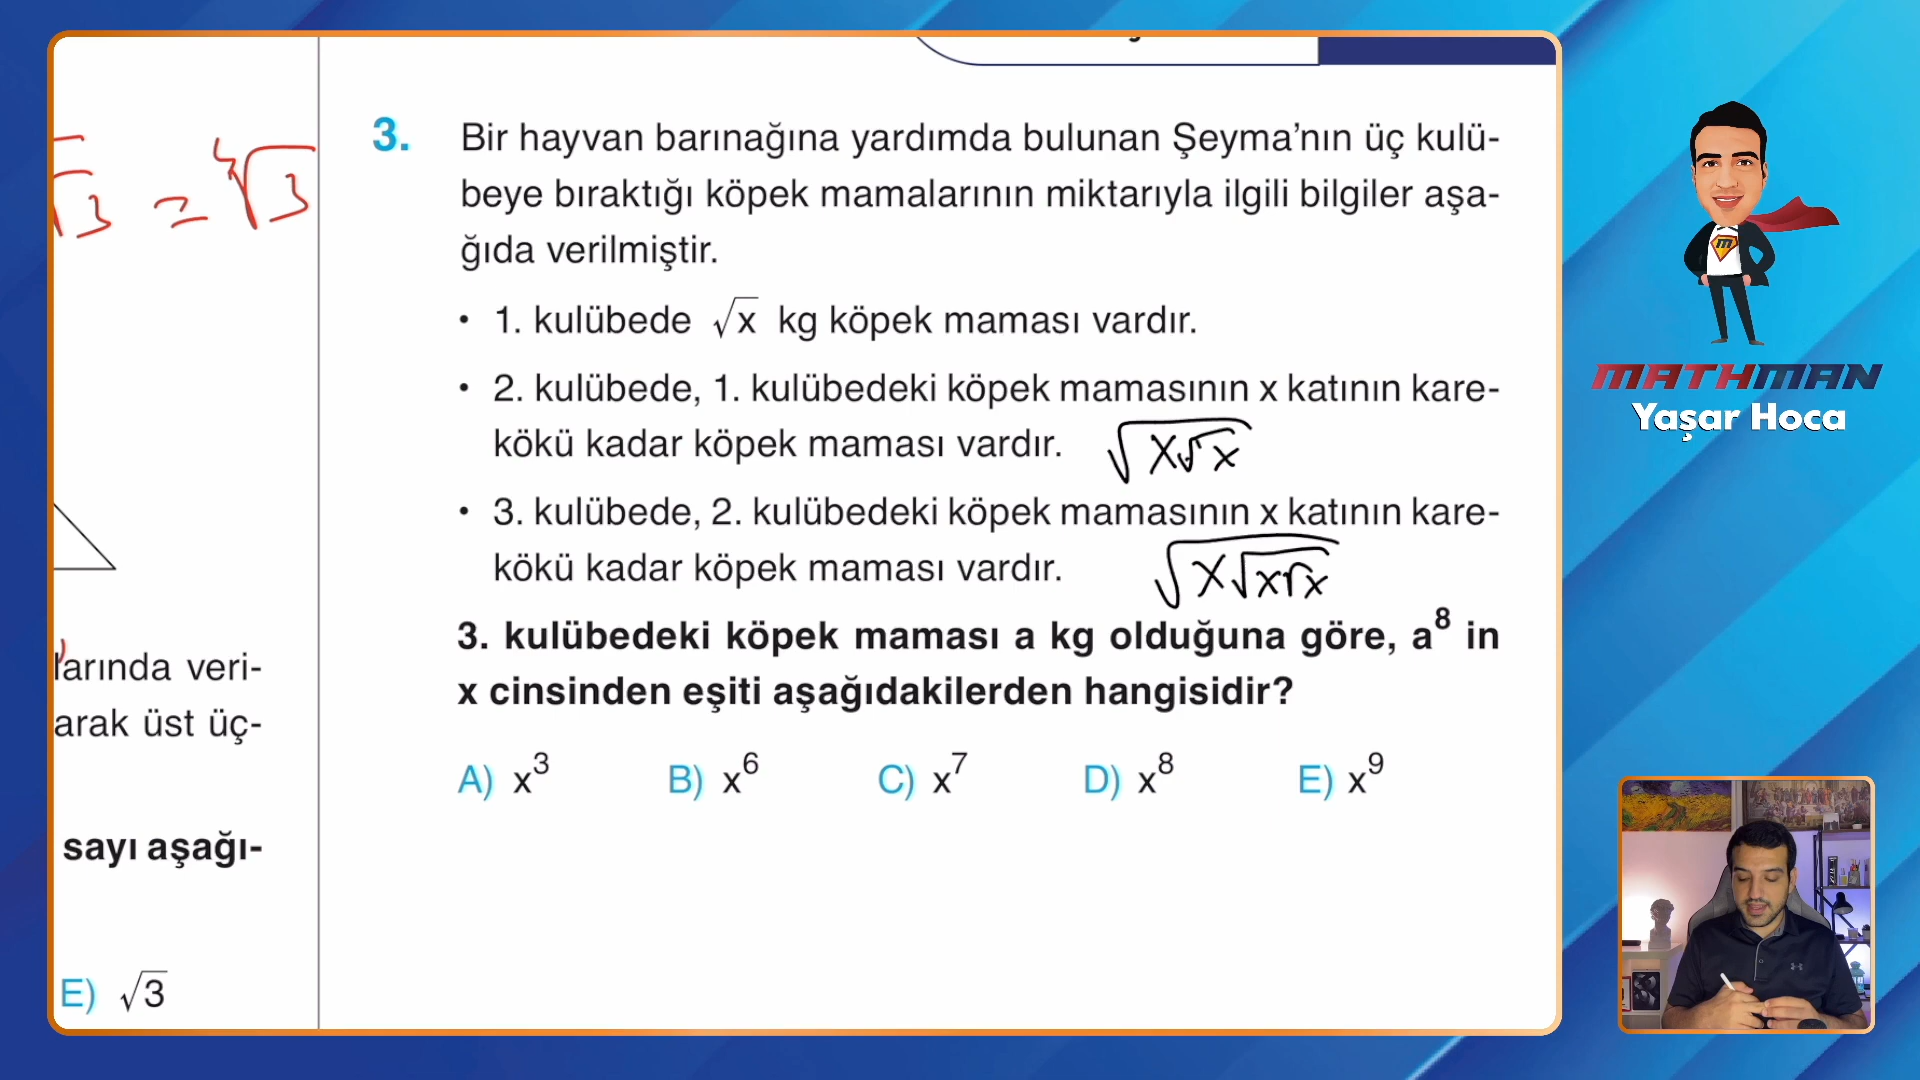 √3 = ∜3
3. Bir hayvan barınağına yardımda bulunan Şeyma’nın üç kulü-
beye bıraktığı köpek mamalarının miktarıyla ilgili bilgiler aşa-
ğıda verilmiştir.
• 1. kulübede √x kg köpek maması vardır.
• 2. kulübede, 1. kulübedeki köpek mamasının x katının kare-
kökü kadar köpek maması vardır. √(x√x)
• 3. kulübede, 2. kulübedeki köpek mamasının x katının kare-
kökü kadar köpek maması vardır. √(x√(x√x))
3. kulübedeki köpek maması a kg olduğuna göre, a⁸ in
x cinsinden eşiti aşağıdakilerden hangisidir?
A) x³ B) x⁶ C) x⁷ D) x⁸ E) x⁹
larında veri-
arak üst üç-
sayı aşağı-
E) √3
m
MATHMAN
Yaşar Hoca